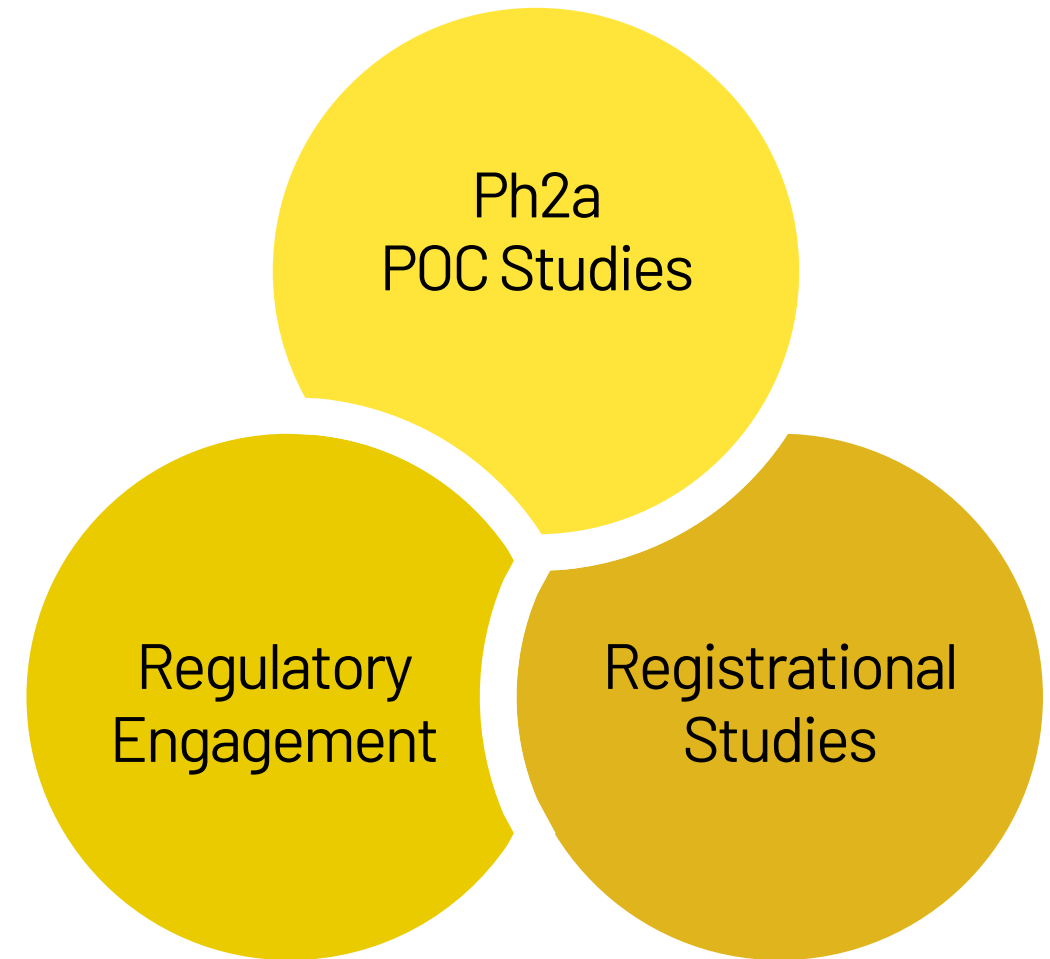 Ph2a
POC Studies
Regulatory
Engagement
Registrational
Studies